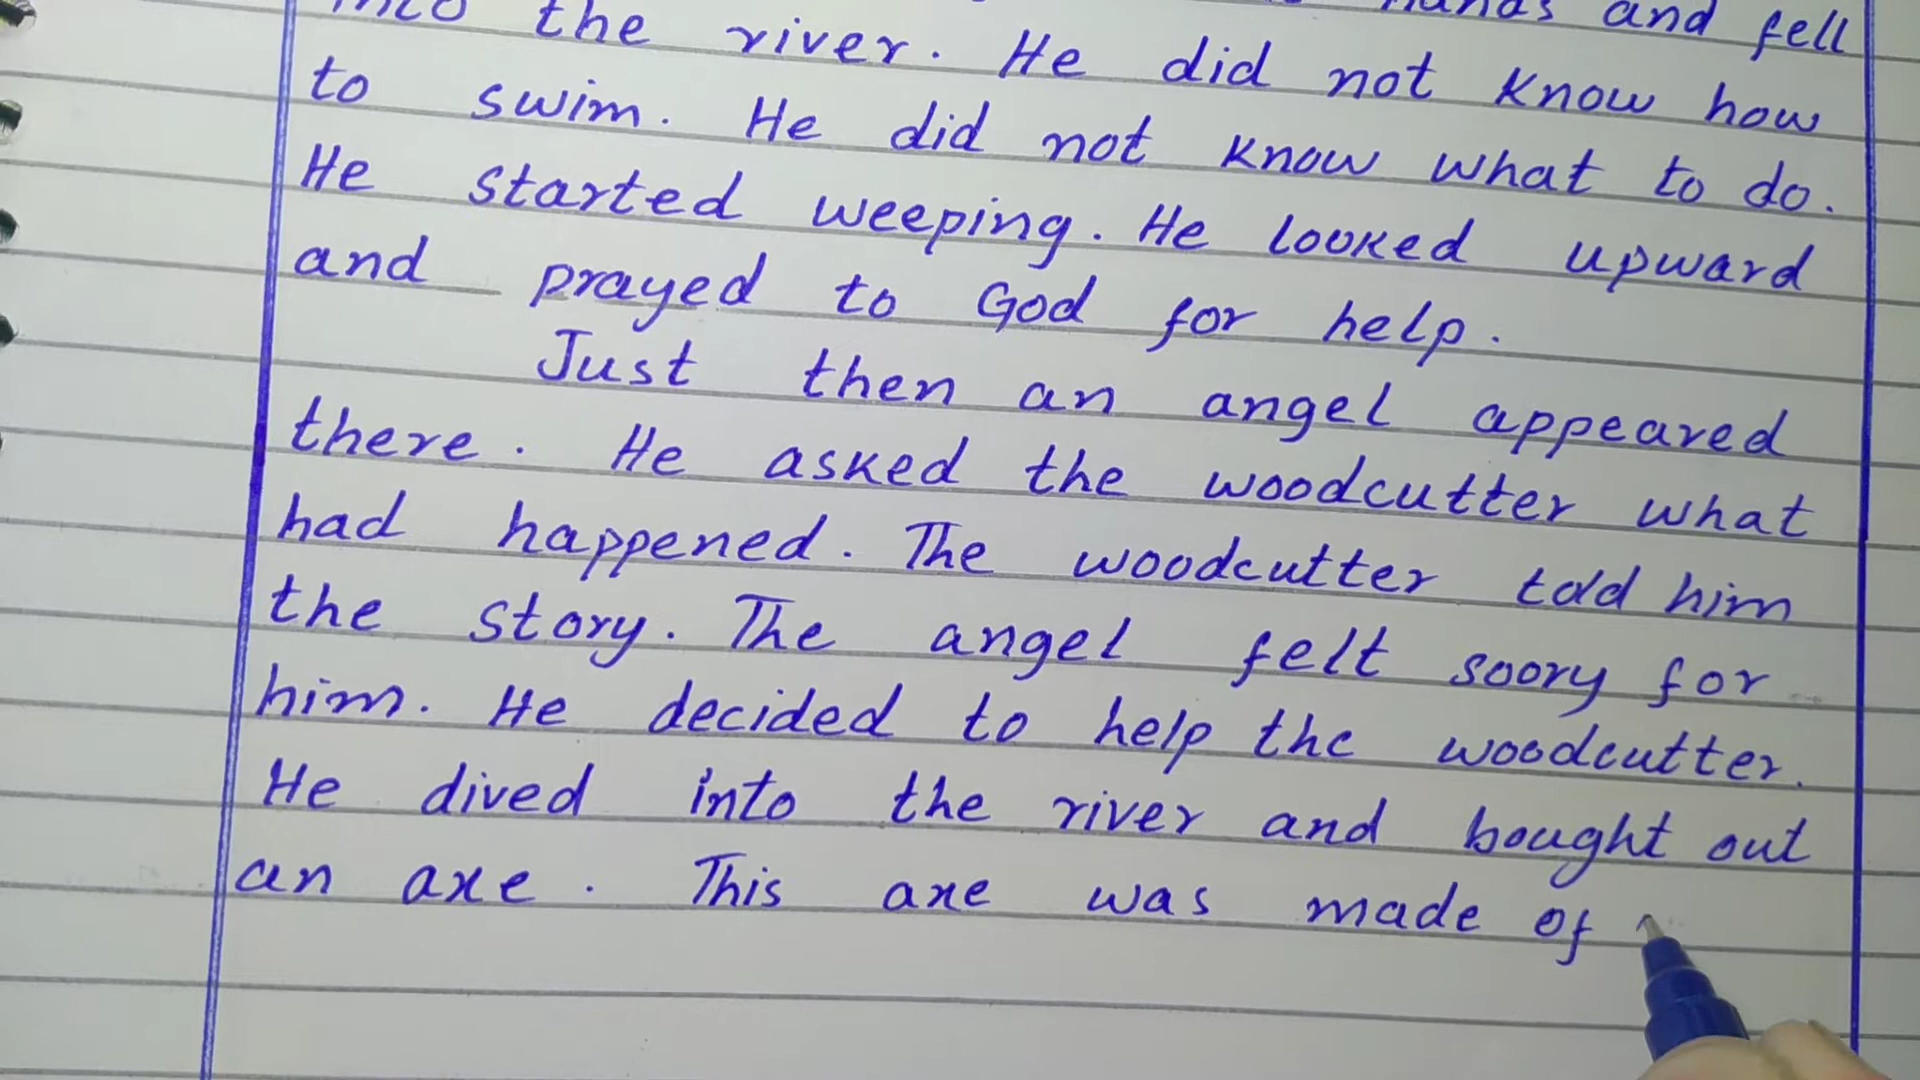 into the river. He did not know how
to swim. He did not know what to do.
He started weeping. He looked upward
and prayed to God for help.
Just then an angel appeared
there. He asked the woodcutter what
had happened. The woodcutter told him
the story. The angel felt soory for
him. He decided to help the woodcutter.
He dived into the river and bought out
an axe. This axe was made of